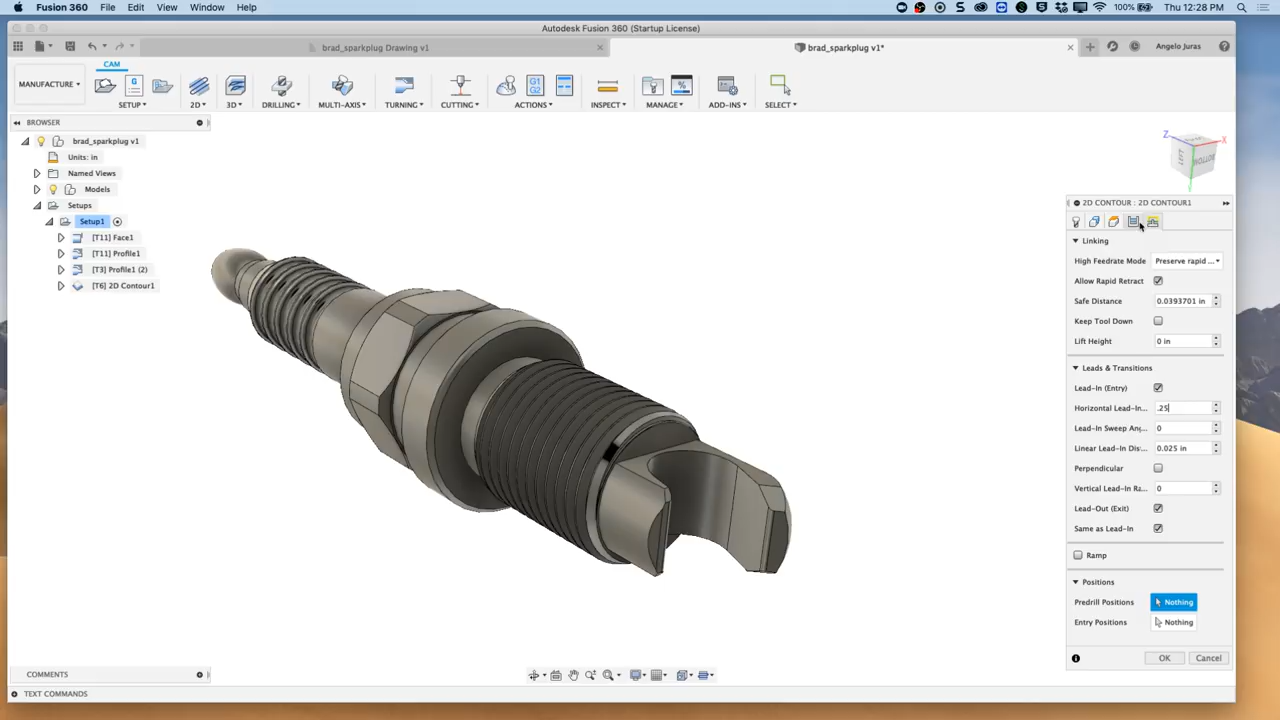 Fusion 360 File Edit View Window Help 100% Thu 12:28 PM
Autodesk Fusion 360 (Startup License)
brad_sparkplug Drawing v1 brad_sparkplug v1* Angelo Juras
CAM
MANUFACTURE
SETUP 2D 3D DRILLING MULTI-AXIS TURNING CUTTING ACTIONS INSPECT MANAGE ADD-INS SELECT
G
G1
G2
BROWSER
brad_sparkplug v1
Units: in
Named Views
Models
Setups
Setup1
[T11] Face1
[T11] Profile1
[T3] Profile1 (2)
[T6] 2D Contour1
Z X Y
BOTTOM
2D CONTOUR : 2D CONTOUR1
Linking
High Feedrate Mode Preserve rapid ...
Allow Rapid Retract
Safe Distance 0.0393701 in
Keep Tool Down
Lift Height 0 in
Leads & Transitions
Lead-In (Entry)
Horizontal Lead-In... .25
Lead-In Sweep Ang... 0
Linear Lead-In Dis... 0.025 in
Perpendicular
Vertical Lead-In Ra... 0
Lead-Out (Exit)
Same as Lead-In
Ramp
Positions
Predrill Positions Nothing
Entry Positions Nothing
OK Cancel
COMMENTS
TEXT COMMANDS